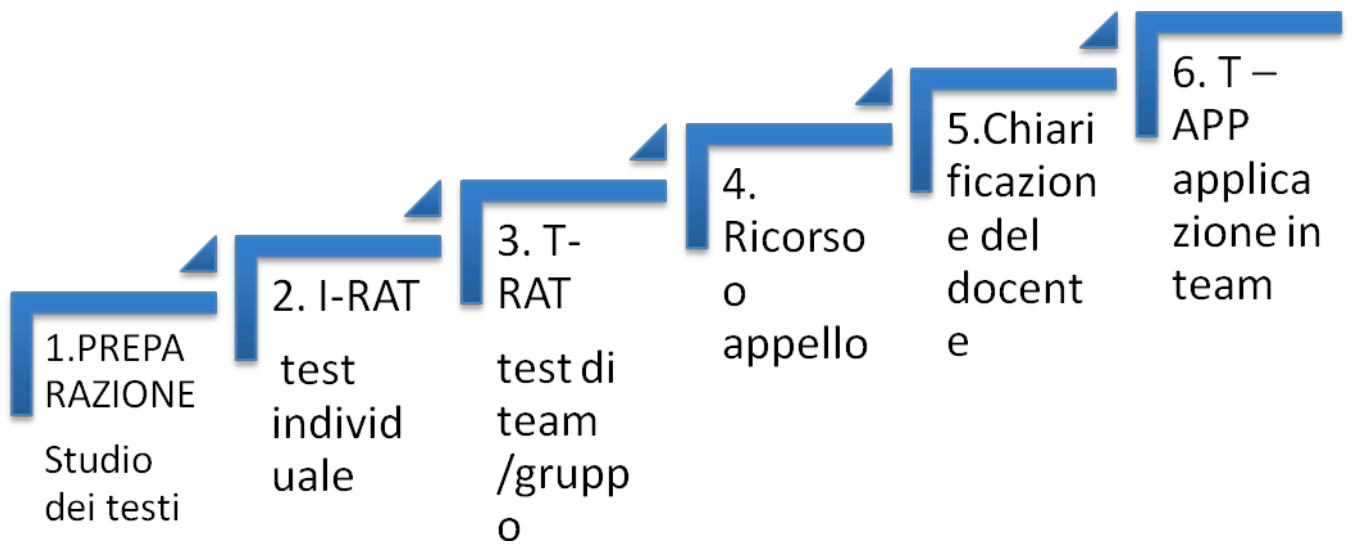 1.PREPA
RAZIONE
Studio
dei testi
2. I-RAT
test
individ
uale
3. T-
RAT
test di
team
/grupp
o
4.
Ricorso
o
appello
5.Chiari
ficazion
e del
docent
e
6. T –
APP
applica
zione in
team